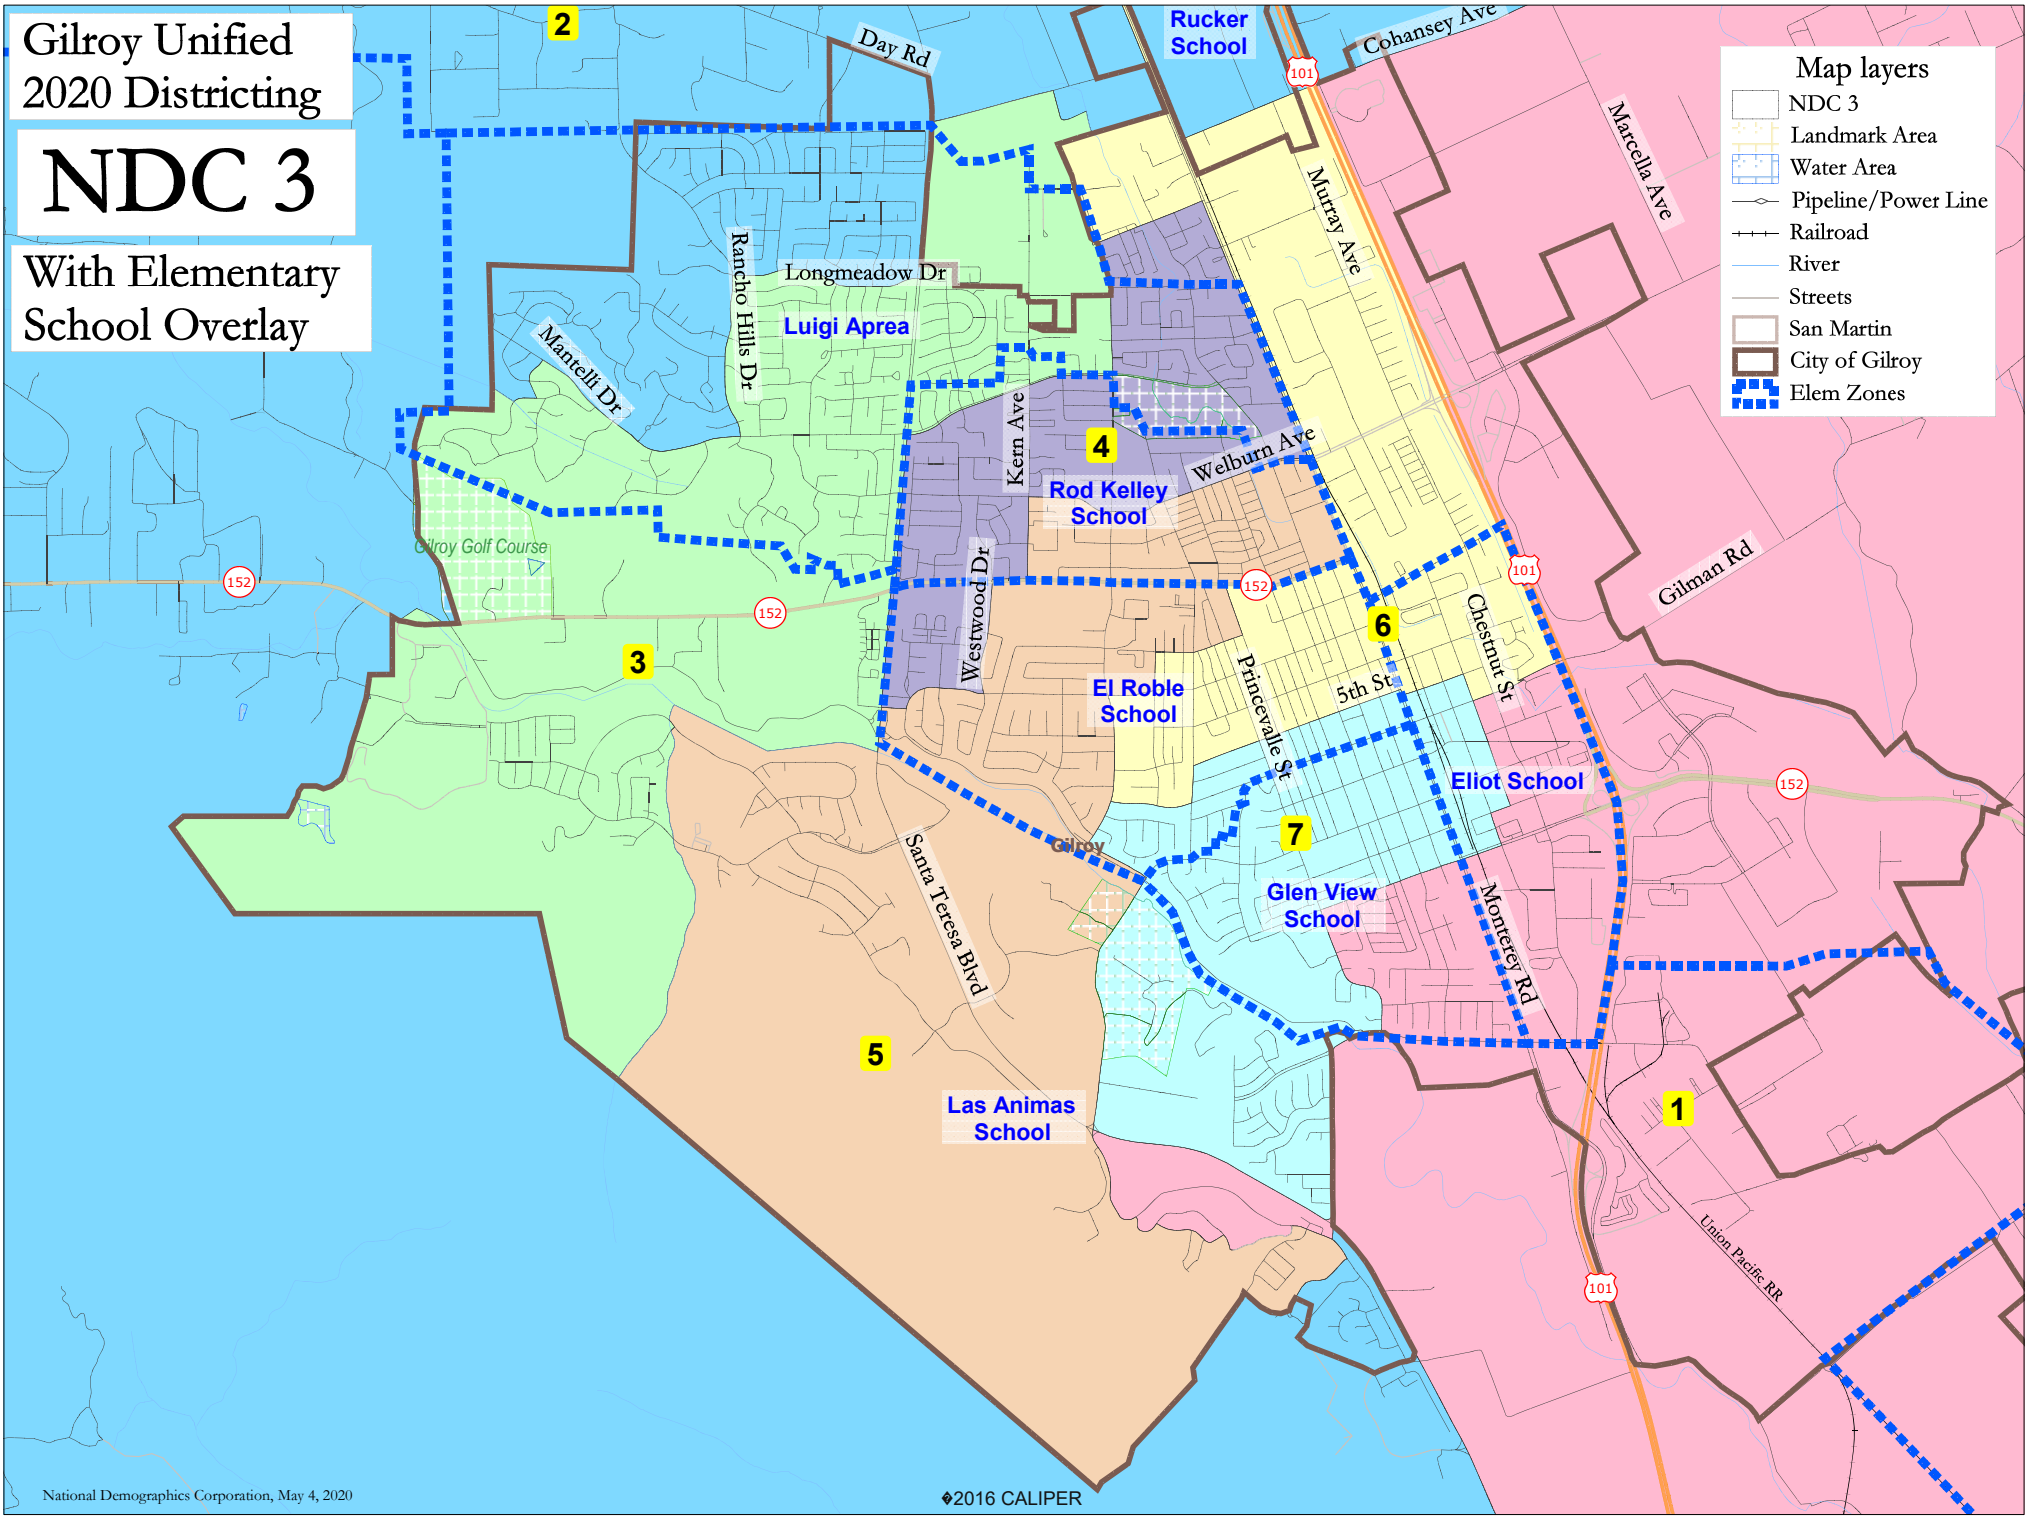 Gilroy Unified
2020 Districting
NDC 3
With Elementary
School Overlay
2
Day Rd
Rucker
School
101
Cohansey Ave
Marcella Ave
Murray Ave
Map layers
NDC 3
Landmark Area
Water Area
Pipeline/Power Line
Railroad
River
Streets
San Martin
City of Gilroy
Elem Zones
Rancho Hills Dr
Longmeadow Dr
Luigi Aprea
Mantelli Dr
Kern Ave
4
Welburn Ave
Rod Kelley
School
Gilroy Golf Course
152
152
152
101
Gilman Rd
Westwood Dr
3
6
Chestnut St
Princevalle St
5th St
El Roble
School
Eliot School
152
7
Gilroy
Santa Teresa Blvd
Glen View
School
Monterey Rd
5
Las Animas
School
1
Union Pacific RR
101
National Demographics Corporation, May 4, 2020
�2016 CALIPER